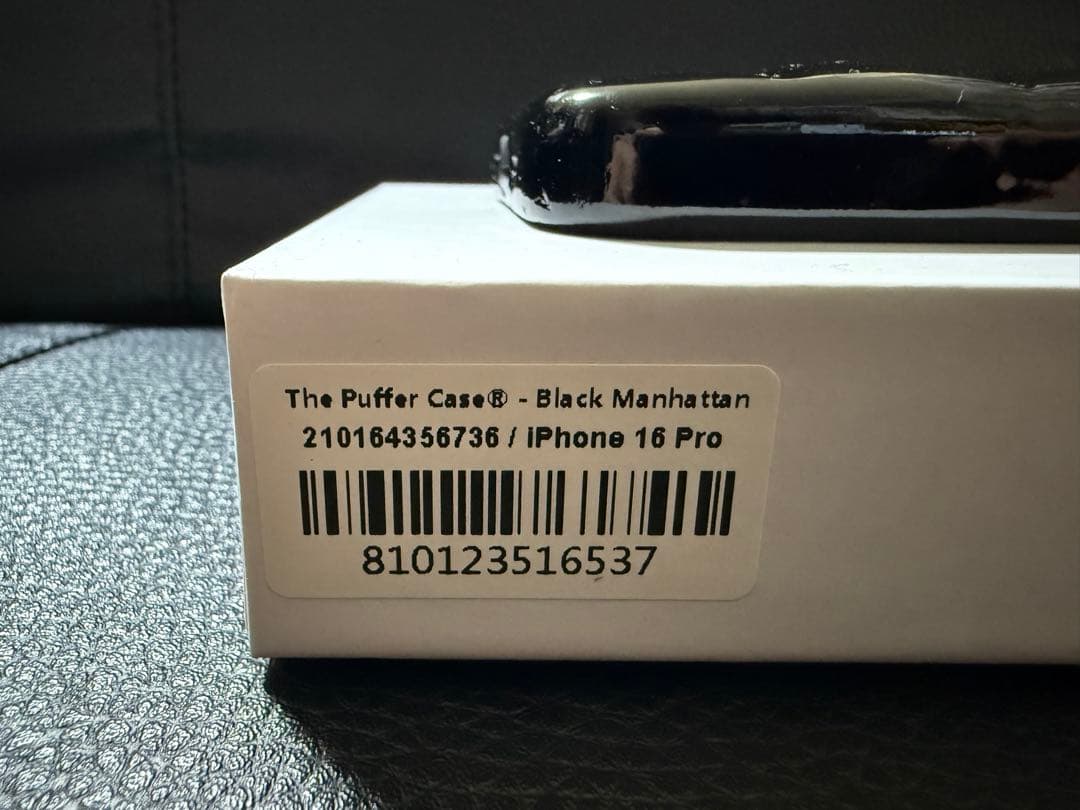 The Puffer Case® - Black Manhattan
210164356736 / iPhone 16 Pro
810123516537